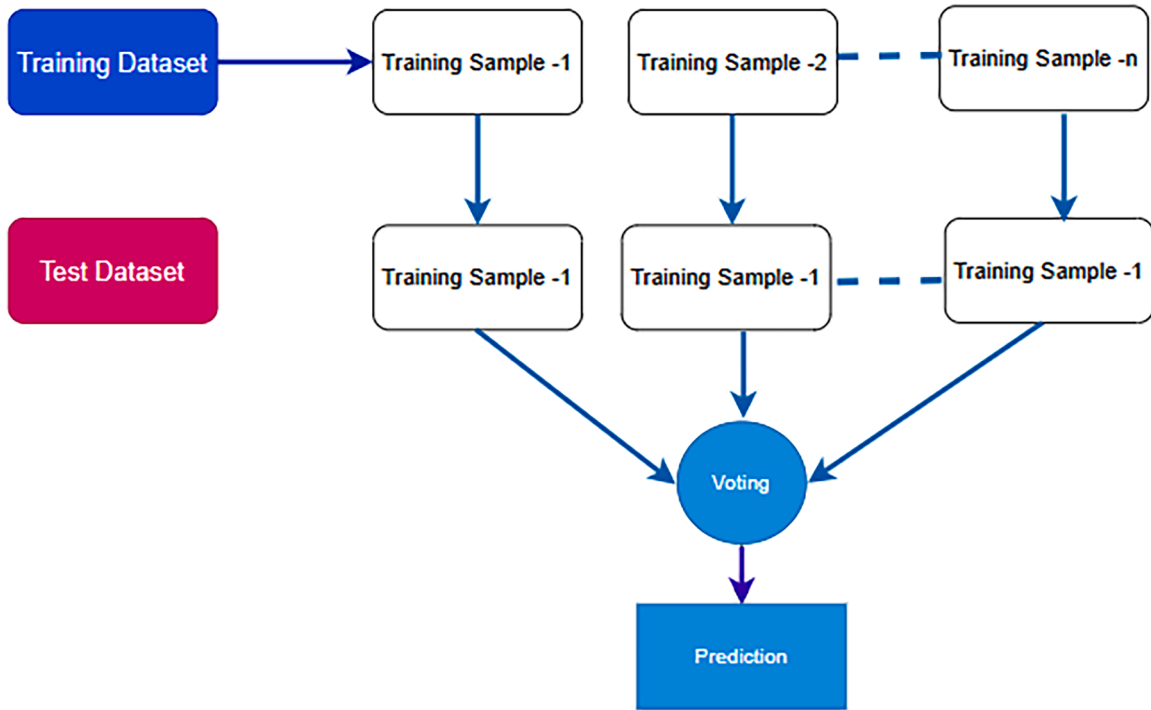 Training Dataset
Training Sample -1
Training Sample -2
Training Sample -n
Test Dataset
Training Sample -1
Training Sample -1
Training Sample -1
Voting
Prediction